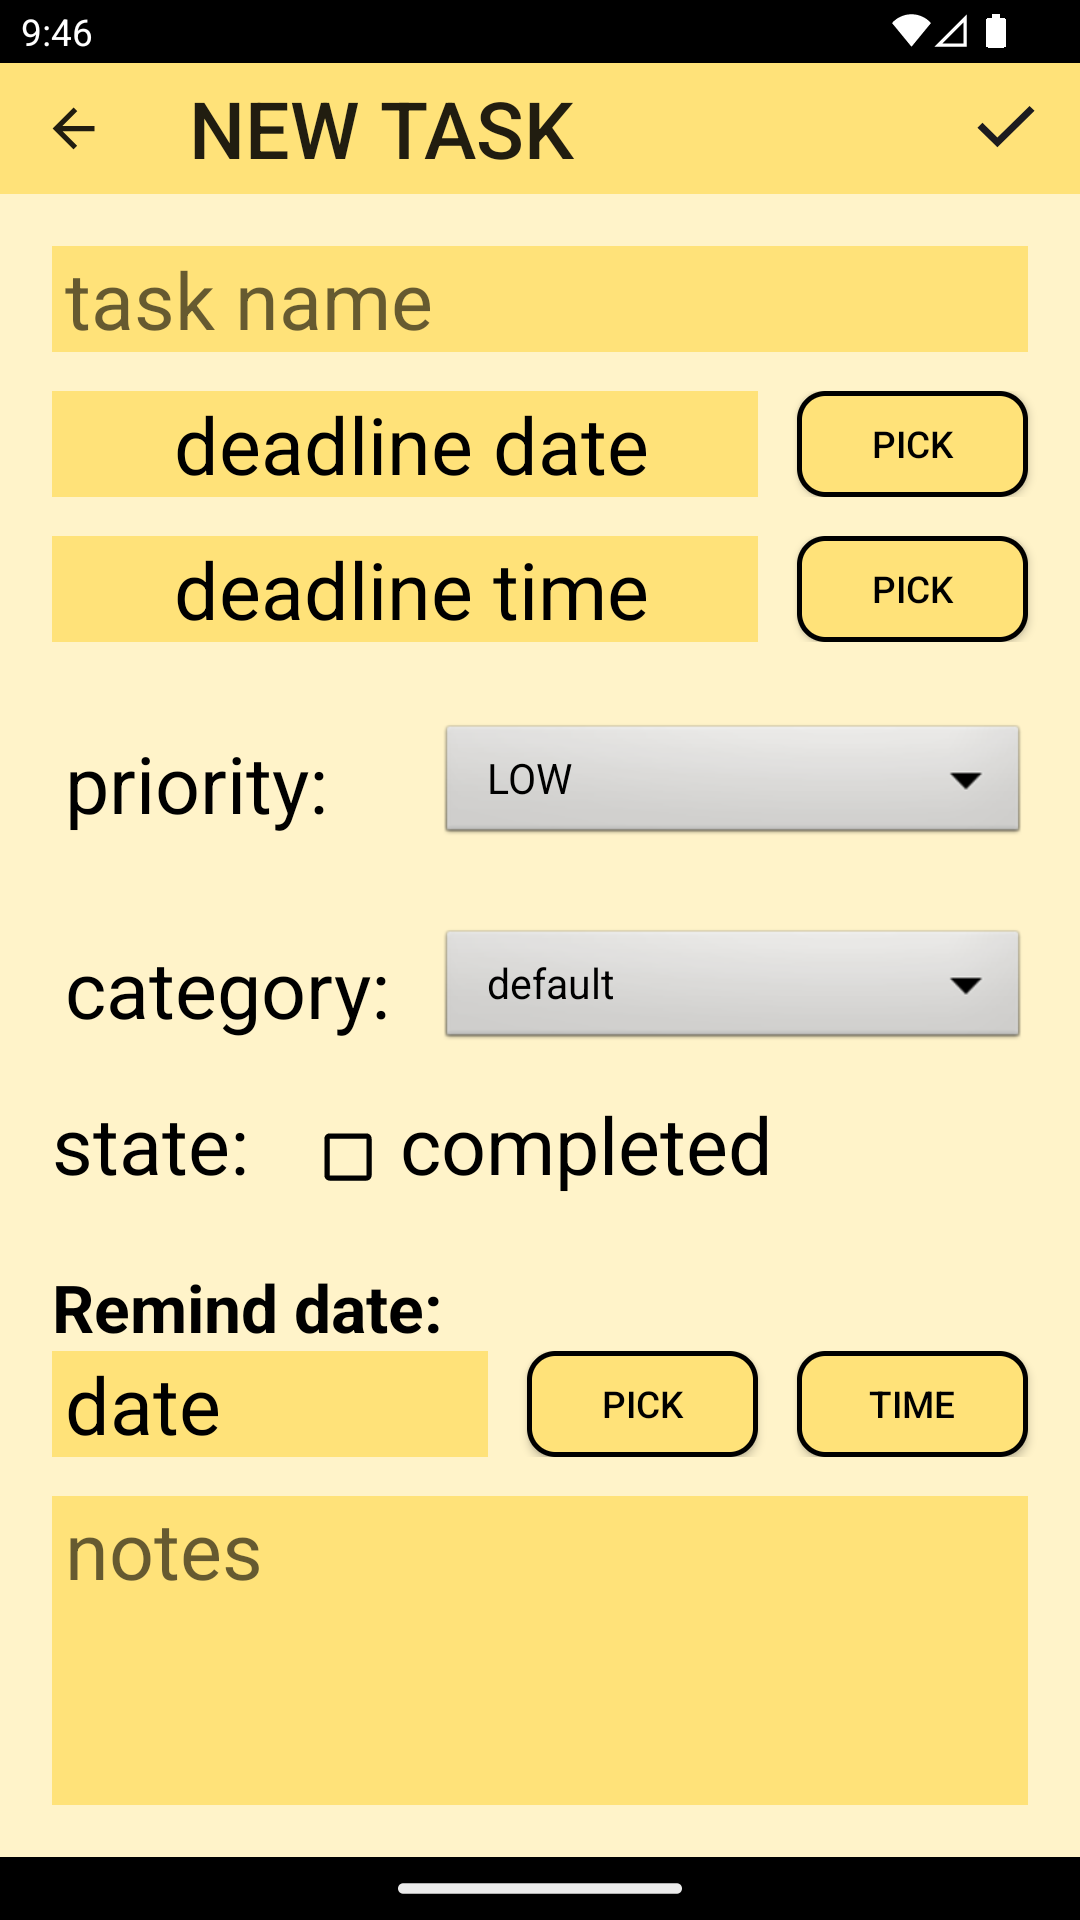 9:46
NEW TASK
task name
deadline date PICK
deadline time PICK
priority: LOW
category: default
state: completed
Remind date:
date PICK TIME
notes